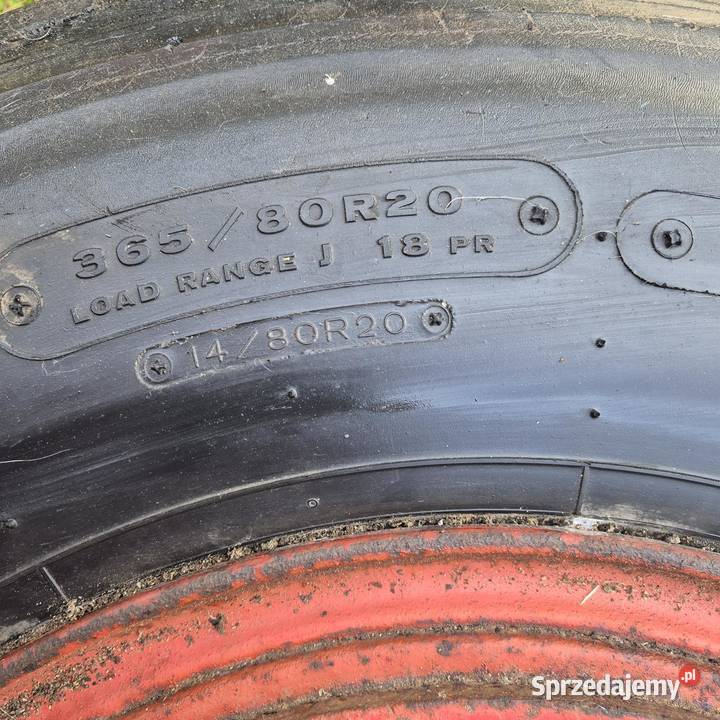 365/80R20
LOAD RANGE J 18 PR
14/80R20
Sprzedajemy.pl